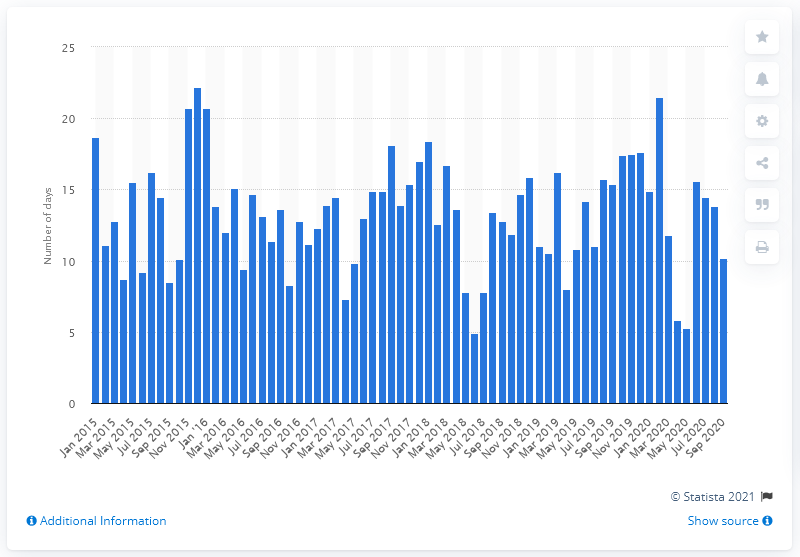 25
20
15
10
5
0
Number of days
Jan 2015
Mar 2015
May 2015
Jul 2015
Sep 2015
Nov 2015
Jan '16
Mar 2016
May 2016
Jul 2016
Sep 2016
Nov 2016
Jan 2017
Mar 2017
May 2017
Jul 2017
Sep 2017
Nov 2017
Jan 2018
Mar 2018
May 2018
Jul 2018
Sep 2018
Nov 2018
Jan 2019
Mar 2019
May 2019
Jul 2019
Sep 2019
Nov 2019
Jan 2020
Mar 2020
May 2020
Jul 2020
Sep 2020
© Statista 2021
Additional Information
Show source